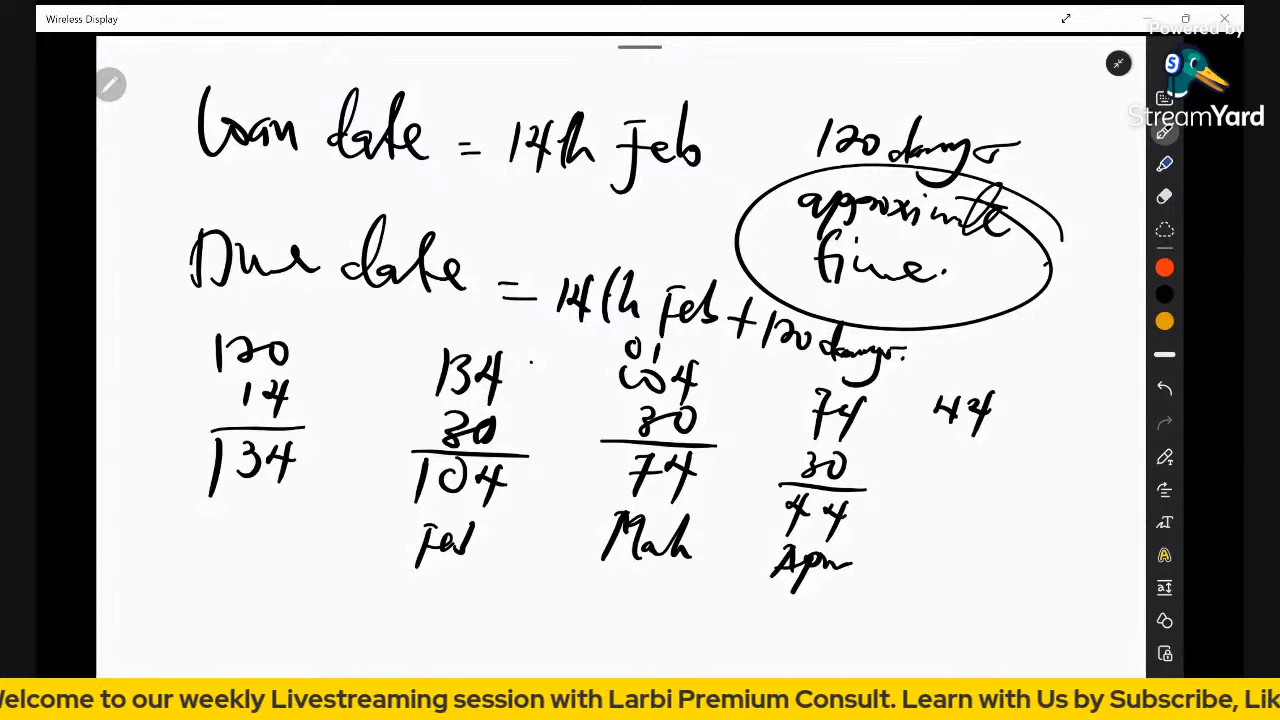 Wireless Display
Powered by
StreamYard
Loan date = 14th Feb
120 days
approximate
time.
Due date = 14th Feb + 120 days.
120
14
134
134
30
104
Feb
0 1
104
30
74
Mah
74
30
44
Apr
44
Welcome to our weekly Livestreaming session with Larbi Premium Consult. Learn with Us by Subscribe, Lik